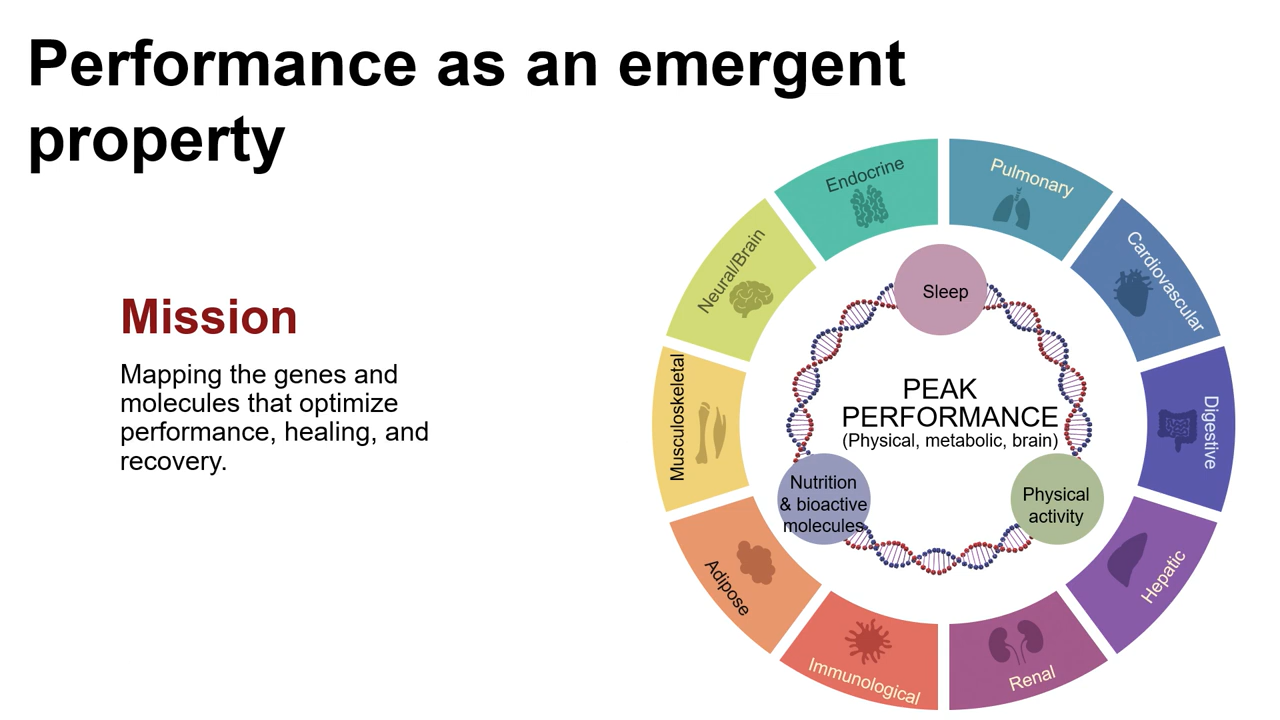 Performance as an emergent
property
Mission
Mapping the genes and
molecules that optimize
performance, healing, and
recovery.
Endocrine
Pulmonary
Cardiovascular
Digestive
Hepatic
Renal
Immunological
Adipose
Musculoskeletal
Neural/Brain
Sleep
PEAK
PERFORMANCE
(Physical, metabolic, brain)
Nutrition
& bioactive
molecules
Physical
activity